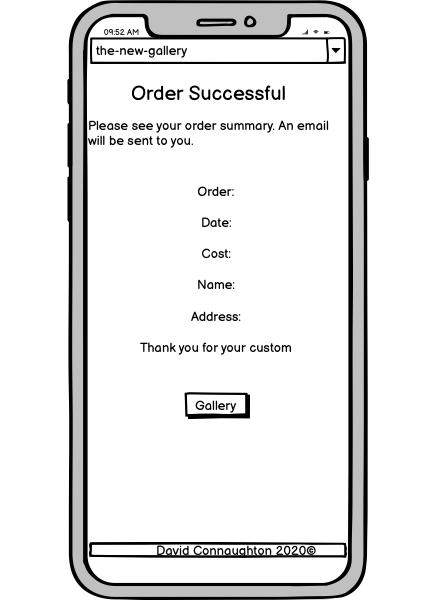 09:52 AM
the-new-gallery
Order Successful
Please see your order summary. An email
will be sent to you.
Order:
Date:
Cost:
Name:
Address:
Thank you for your custom
Gallery
David Connaughton 2020©